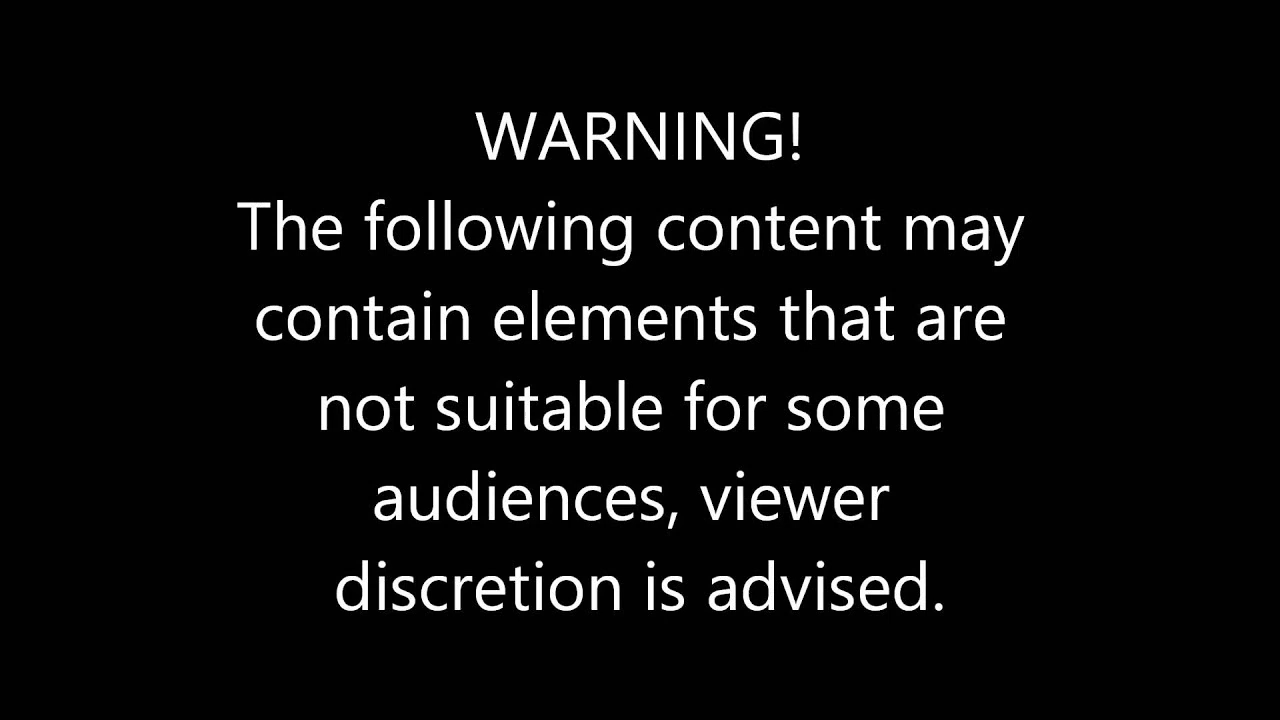 WARNING!
The following content may
contain elements that are
not suitable for some
audiences, viewer
discretion is advised.